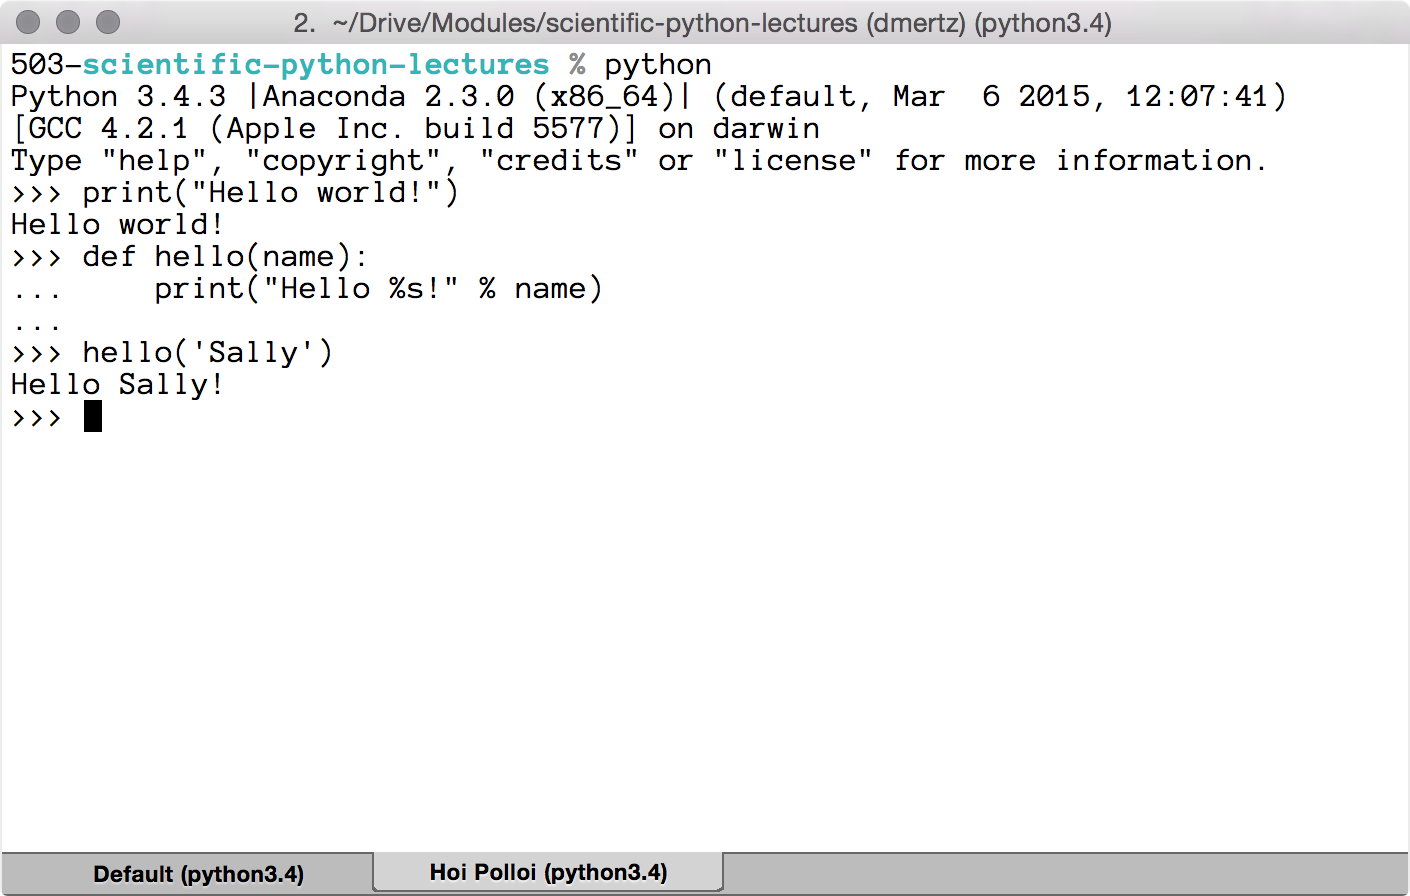 2. ~/Drive/Modules/scientific-python-lectures (dmertz) (python3.4)
503-scientific-python-lectures % python
Python 3.4.3 |Anaconda 2.3.0 (x86_64)| (default, Mar  6 2015, 12:07:41)
[GCC 4.2.1 (Apple Inc. build 5577)] on darwin
Type "help", "copyright", "credits" or "license" for more information.
>>> print("Hello world!")
Hello world!
>>> def hello(name):
...     print("Hello %s!" % name)
...
>>> hello('Sally')
Hello Sally!
>>>
Default (python3.4)
Hoi Polloi (python3.4)